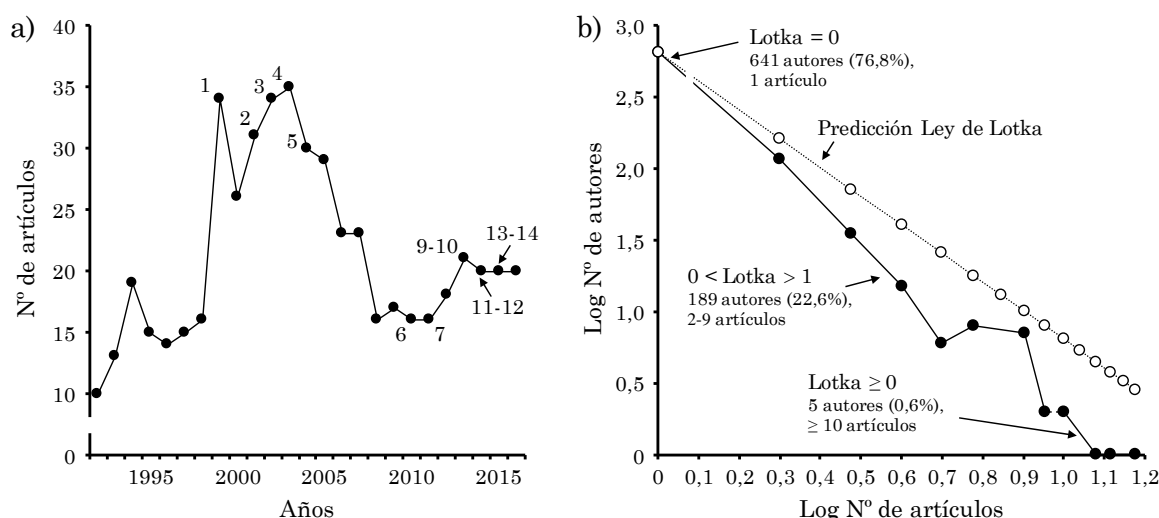 a)
40
35
30
25
20
15
10
0
Nº de artículos
1
2
3
4
5
6
7
9-10
11-12
13-14
1995
2000
2005
2010
2015
Años
b)
3,0
2,5
2,0
1,5
1,0
0,5
0
Log Nº de autores
Lotka = 0
641 autores (76,8%),
1 artículo
Predicción Ley de Lotka
0 < Lotka > 1
189 autores (22,6%),
2-9 artículos
Lotka ≥ 0
5 autores (0,6%),
≥ 10 artículos
0
0,1
0,2
0,3
0,4
0,5
0,6
0,7
0,8
0,9
1,0
1,1
1,2
Log Nº de artículos